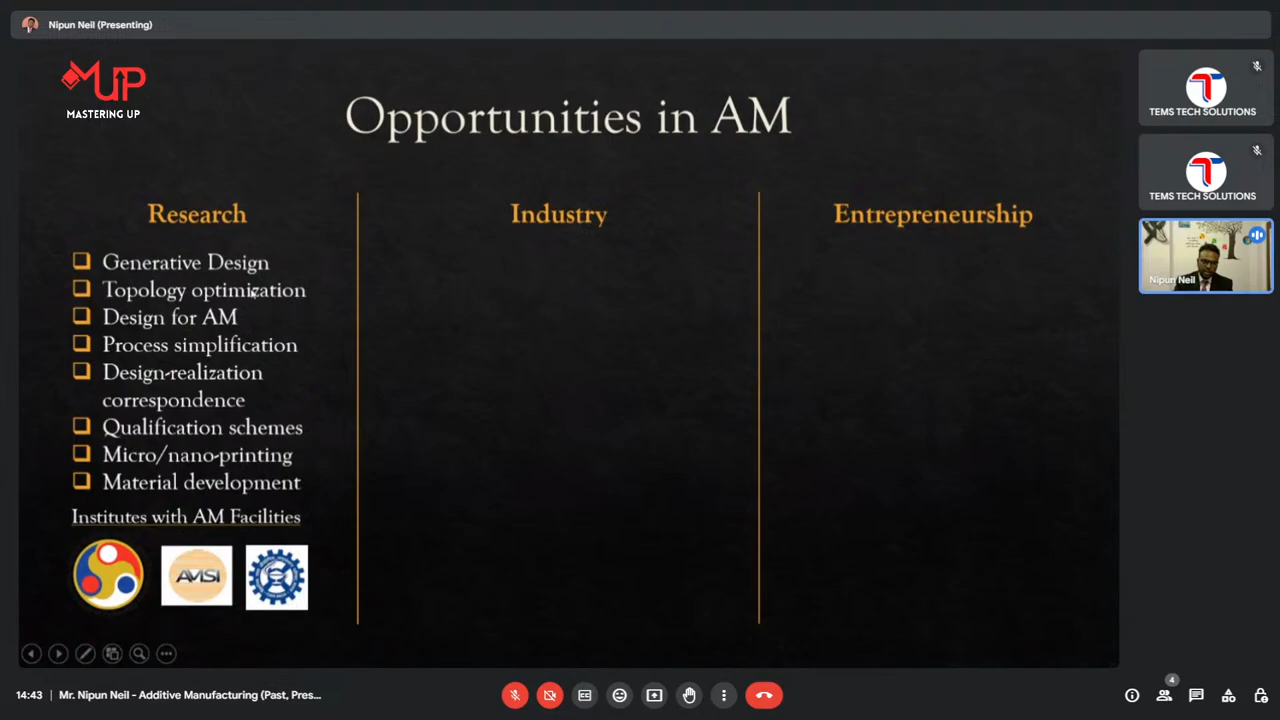 Nipun Neil (Presenting)
MUP
MASTERING UP
Opportunities in AM
Research
Generative Design
Topology optimization
Design for AM
Process simplification
Design-realization
correspondence
Qualification schemes
Micro/nano-printing
Material development
Institutes with AM Facilities
AMSI
Industry
Entrepreneurship
TEMS TECH SOLUTIONS
TEMS TECH SOLUTIONS
Nipun Neil
14:43 | Mr. Nipun Neil - Additive Manufacturing (Past, Pres...
4